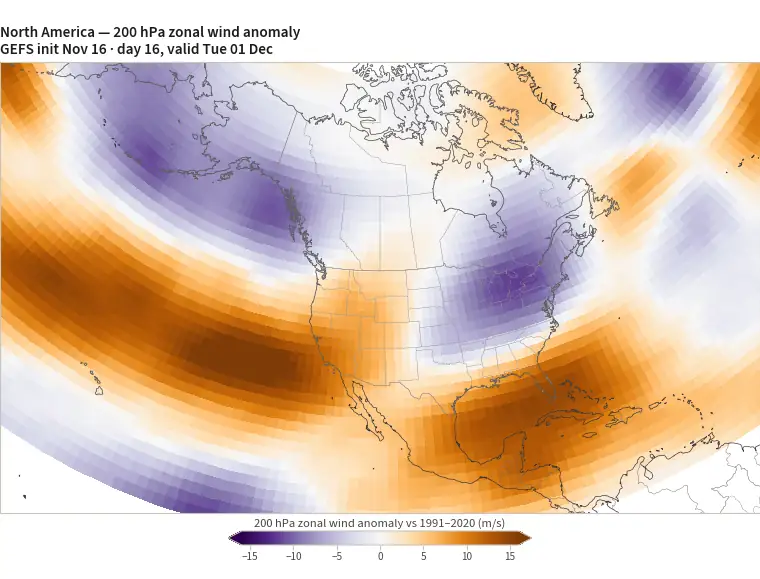 North America — 200 hPa zonal wind anomaly
GEFS init Nov 16 · day 16, valid Tue 01 Dec
200 hPa zonal wind anomaly vs 1991–2020 (m/s)
−15 −10 −5 0 5 10 15